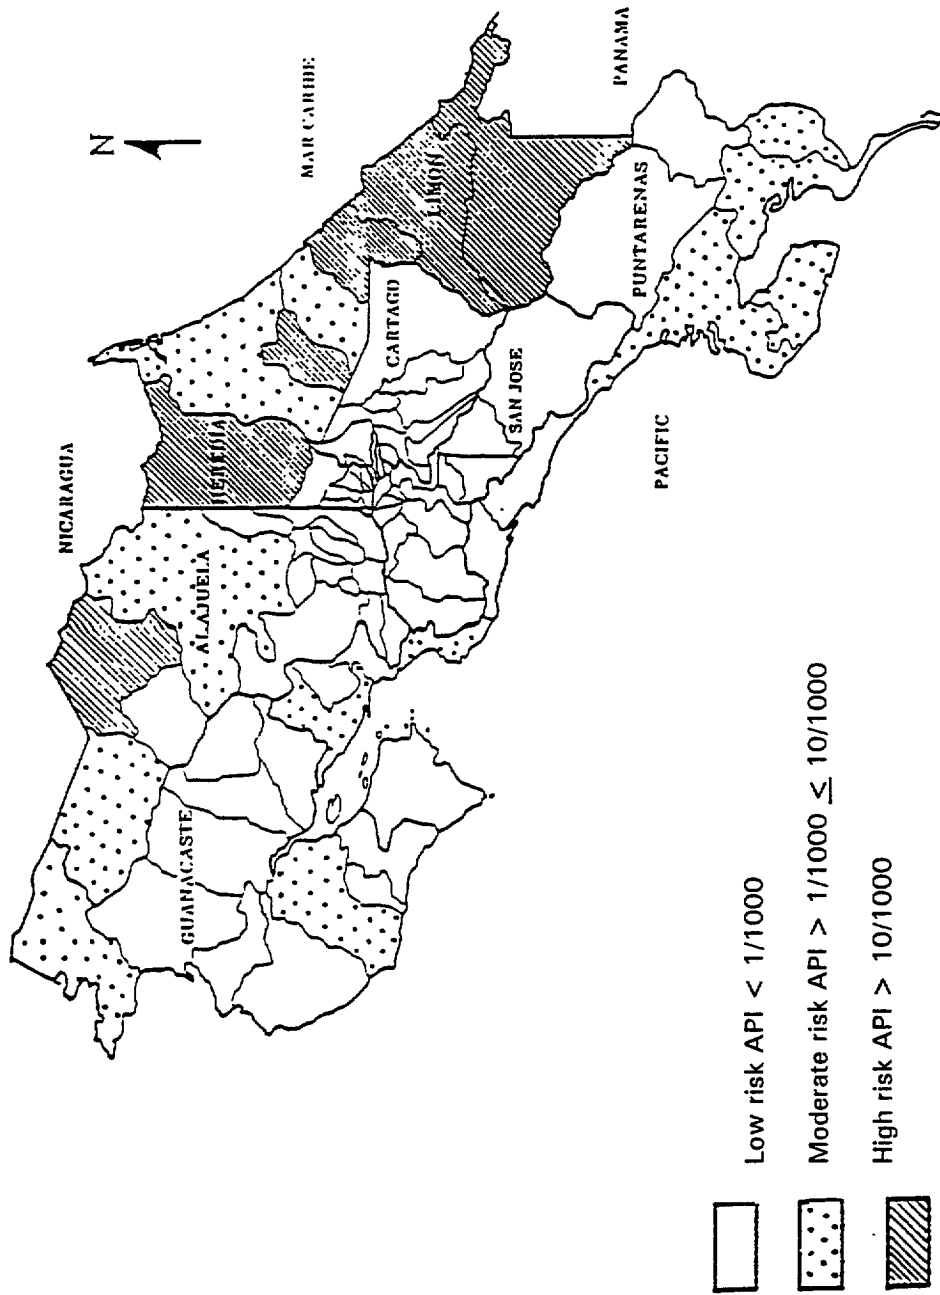 N
MAR CARIBE
NICARAGUA
PANAMA
HEREDIA
LIMON
ALAJUELA
CARTAGO
PUNTARENAS
GUANACASTE
SAN JOSE
PACIFIC
Low risk API < 1/1000
Moderate risk API > 1/1000 ≤ 10/1000
High risk API > 10/1000